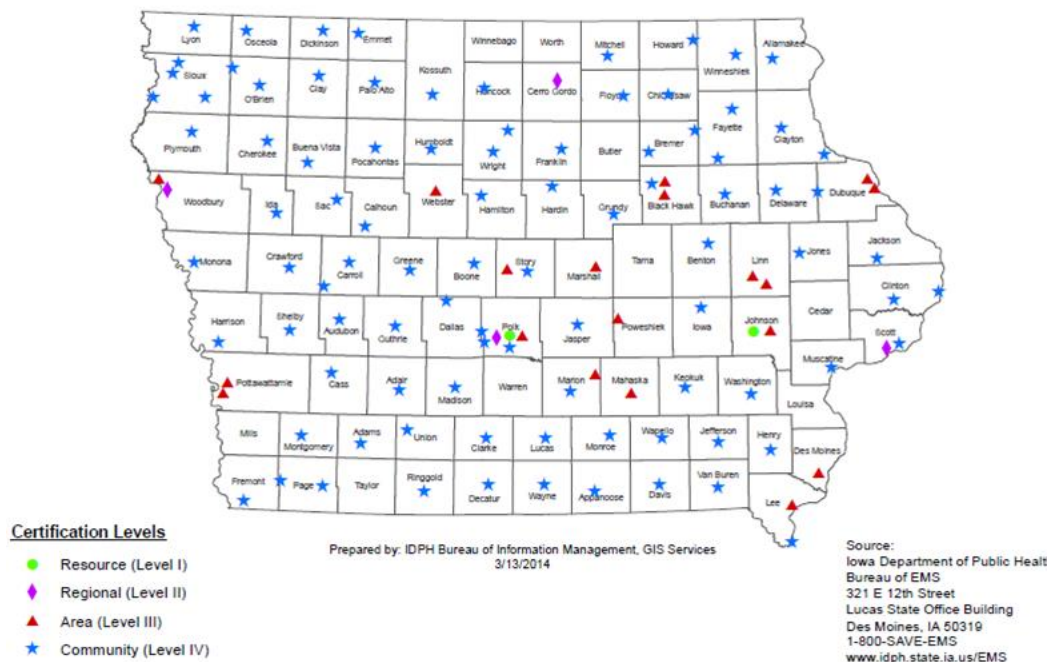 Lyon
Osceola
Dickinson
Emmet
Winnebago
Worth
Mitchell
Howard
Winneshiek
Allamakee
Kossuth
Sioux
O'Brien
Clay
Palo Alto
Hancock
Cerro Gordo
Floyd
Chickasaw
Fayette
Clayton
Plymouth
Cherokee
Buena Vista
Pocahontas
Humboldt
Wright
Franklin
Butler
Bremer
Woodbury
Ida
Sac
Calhoun
Webster
Hamilton
Hardin
Grundy
Black Hawk
Buchanan
Delaware
Dubuque
Monona
Crawford
Carroll
Greene
Boone
Story
Marshall
Tama
Benton
Linn
Jones
Jackson
Clinton
Harrison
Shelby
Audubon
Guthrie
Dallas
Polk
Jasper
Poweshiek
Iowa
Johnson
Cedar
Scott
Muscatine
Pottawattamie
Cass
Adair
Madison
Warren
Marion
Mahaska
Keokuk
Washington
Louisa
Mills
Montgomery
Adams
Union
Clarke
Lucas
Monroe
Wapello
Jefferson
Henry
Des Moines
Fremont
Page
Taylor
Ringgold
Decatur
Wayne
Appanoose
Davis
Van Buren
Lee
Certification Levels
Resource (Level I)
Regional (Level II)
Area (Level III)
Community (Level IV)
Prepared by: IDPH Bureau of Information Management, GIS Services
3/13/2014
Source:
Iowa Department of Public Healt
Bureau of EMS
321 E 12th Street
Lucas State Office Building
Des Moines, IA 50319
1-800-SAVE-EMS
www.idph.state.ia.us/EMS